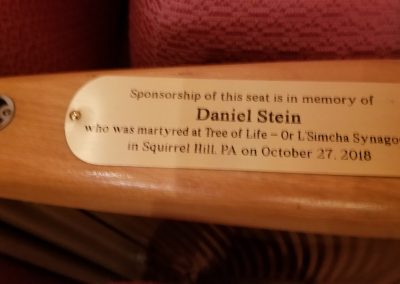 Sponsorship of this seat is in memory of
Daniel Stein
who was martyred at Tree of Life – Or L'Simcha Synago
in Squirrel Hill, PA on October 27, 2018